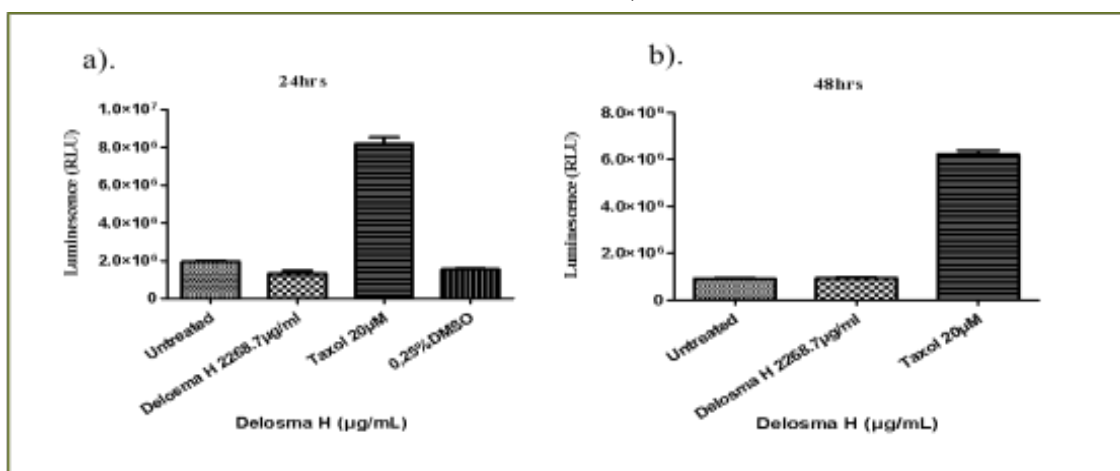 a).
24hrs
Luminescence (RLU)
1.0×10⁷
8.0×10⁶
6.0×10⁶
4.0×10⁶
2.0×10⁶
0
Untreated
Delosma H 2268.7µg/ml
Taxol 20µM
0,25%DMSO
Delosma H (µg/mL)
b).
48hrs
Luminescence (RLU)
8.0×10⁶
6.0×10⁶
4.0×10⁶
2.0×10⁶
0
Untreated
Delosma H 2268.7µg/ml
Taxol 20µM
Delosma H (µg/mL)